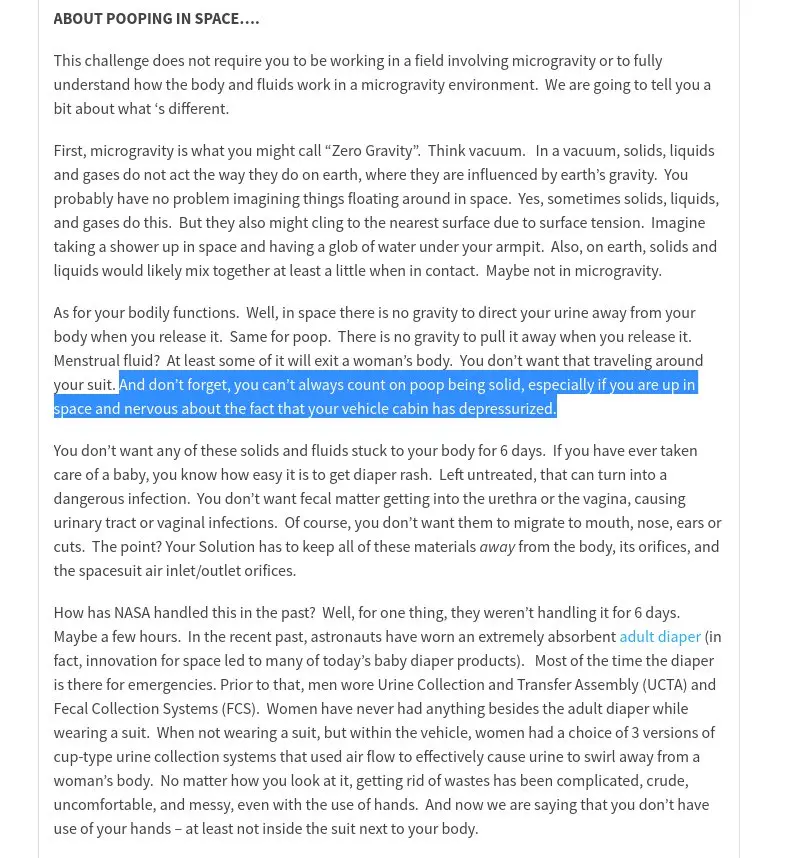 ABOUT POOPING IN SPACE….
This challenge does not require you to be working in a field involving microgravity or to fully
understand how the body and fluids work in a microgravity environment.  We are going to tell you a
bit about what ‘s different.
First, microgravity is what you might call “Zero Gravity”.  Think vacuum.   In a vacuum, solids, liquids
and gases do not act the way they do on earth, where they are influenced by earth’s gravity.  You
probably have no problem imagining things floating around in space.  Yes, sometimes solids, liquids,
and gases do this.  But they also might cling to the nearest surface due to surface tension.  Imagine
taking a shower up in space and having a glob of water under your armpit.  Also, on earth, solids and
liquids would likely mix together at least a little when in contact.  Maybe not in microgravity.
As for your bodily functions.  Well, in space there is no gravity to direct your urine away from your
body when you release it.  Same for poop.  There is no gravity to pull it away when you release it.
Menstrual fluid?  At least some of it will exit a woman’s body.  You don’t want that traveling around
your suit. And don’t forget, you can’t always count on poop being solid, especially if you are up in
space and nervous about the fact that your vehicle cabin has depressurized.
You don’t want any of these solids and fluids stuck to your body for 6 days.  If you have ever taken
care of a baby, you know how easy it is to get diaper rash.  Left untreated, that can turn into a
dangerous infection.  You don’t want fecal matter getting into the urethra or the vagina, causing
urinary tract or vaginal infections.  Of course, you don’t want them to migrate to mouth, nose, ears or
cuts.  The point? Your Solution has to keep all of these materials away from the body, its orifices, and
the spacesuit air inlet/outlet orifices.
How has NASA handled this in the past?  Well, for one thing, they weren’t handling it for 6 days.
Maybe a few hours.  In the recent past, astronauts have worn an extremely absorbent adult diaper (in
fact, innovation for space led to many of today’s baby diaper products).   Most of the time the diaper
is there for emergencies. Prior to that, men wore Urine Collection and Transfer Assembly (UCTA) and
Fecal Collection Systems (FCS).  Women have never had anything besides the adult diaper while
wearing a suit.  When not wearing a suit, but within the vehicle, women had a choice of 3 versions of
cup-type urine collection systems that used air flow to effectively cause urine to swirl away from a
woman’s body.  No matter how you look at it, getting rid of wastes has been complicated, crude,
uncomfortable, and messy, even with the use of hands.  And now we are saying that you don’t have
use of your hands – at least not inside the suit next to your body.